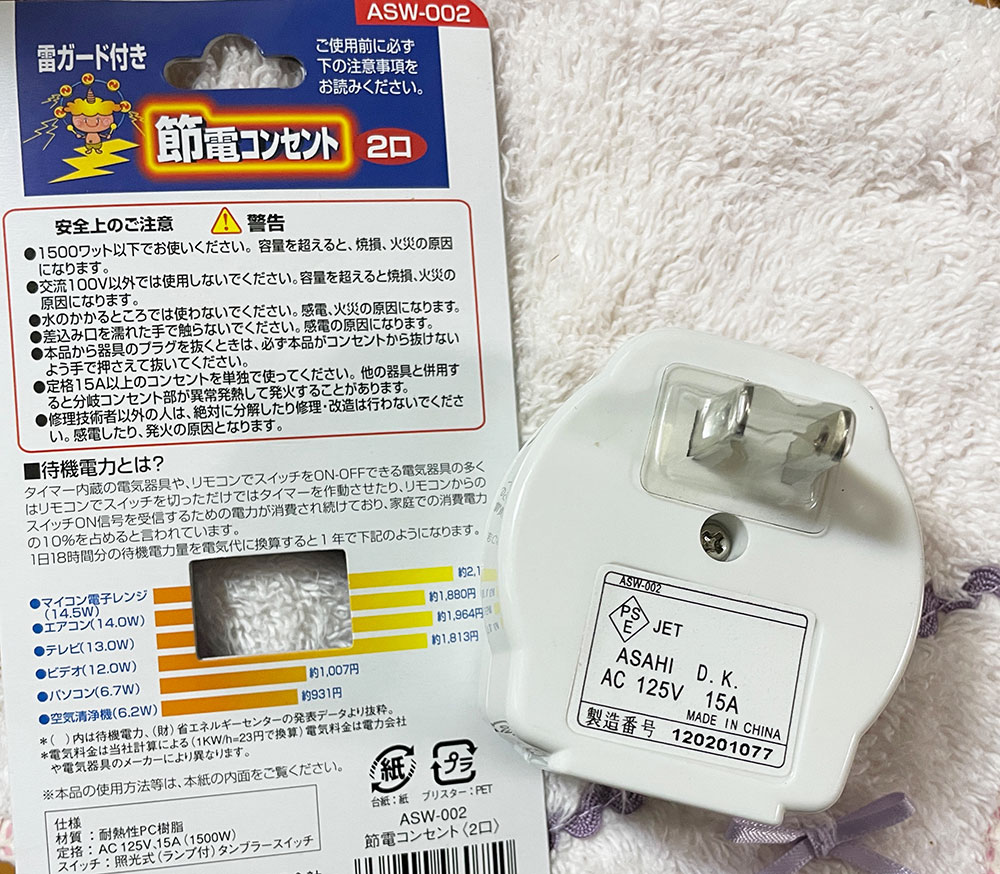 ASW-002
雷ガード付き
ご使用前に必ず
下の注意事項を
お読みください。
節電コンセント 2口
安全上のご注意 警告
●1500ワット以下でお使いください。容量を超えると、焼損、火災の原因
になります。
●交流100V以外では使用しないでください。容量を超えると焼損、火災の
原因になります。
●水のかかるところでは使わないでください。感電、火災の原因になります。
●差込み口を濡れた手で触らないでください。感電の原因になります。
●本品から器具のプラグを抜くときは、必ず本品がコンセントから抜けない
よう手で押さえて抜いてください。
●定格15A以上のコンセントを単独で使ってください。他の器具と併用す
ると分岐コンセント部が異常発熱して発火することがあります。
●修理技術者以外の人は、絶対に分解したり修理・改造は行わないでくださ
い。感電したり、発火の原因となります。
■待機電力とは?
タイマー内蔵の電気器具や、リモコンでスイッチをON-OFFできる電気器具の多く
はリモコンでスイッチを切っただけではタイマーを作動させたり、リモコンからの
スイッチON信号を受信するための電力が消費され続けており、家庭での消費電力
の10%を占めると言われています。
1日18時間分の待機電力量を電気代に換算すると1年で下記のようになります。
●マイコン電子レンジ
(14.5W)
約2,1
●エアコン(14.0W)
約1,880円
●テレビ(13.0W)
約1,964円
●ビデオ(12.0W)
約1,813円
●パソコン(6.7W)
約1,007円
●空気清浄機(6.2W)
約931円
*( )内は待機電力、(財)省エネルギーセンターの発表データより抜粋。
*電気料金は当社計算による(1KW/h=23円で換算)電気料金は電力会社
や電気器具のメーカーにより異なります。
※本品の使用方法等は、本紙の内面をご覧ください。
紙
プラ
台紙:紙 ブリスター:PET
ASW-002
節電コンセント〈2口〉
仕様
材質:耐熱性PC樹脂
定格:AC125V,15A(1500W)
スイッチ:照光式(ランプ付)タンブラースイッチ
ASW-002
PSE JET
ASAHI D.K.
AC 125V 15A
MADE IN CHINA
製造番号 120201077